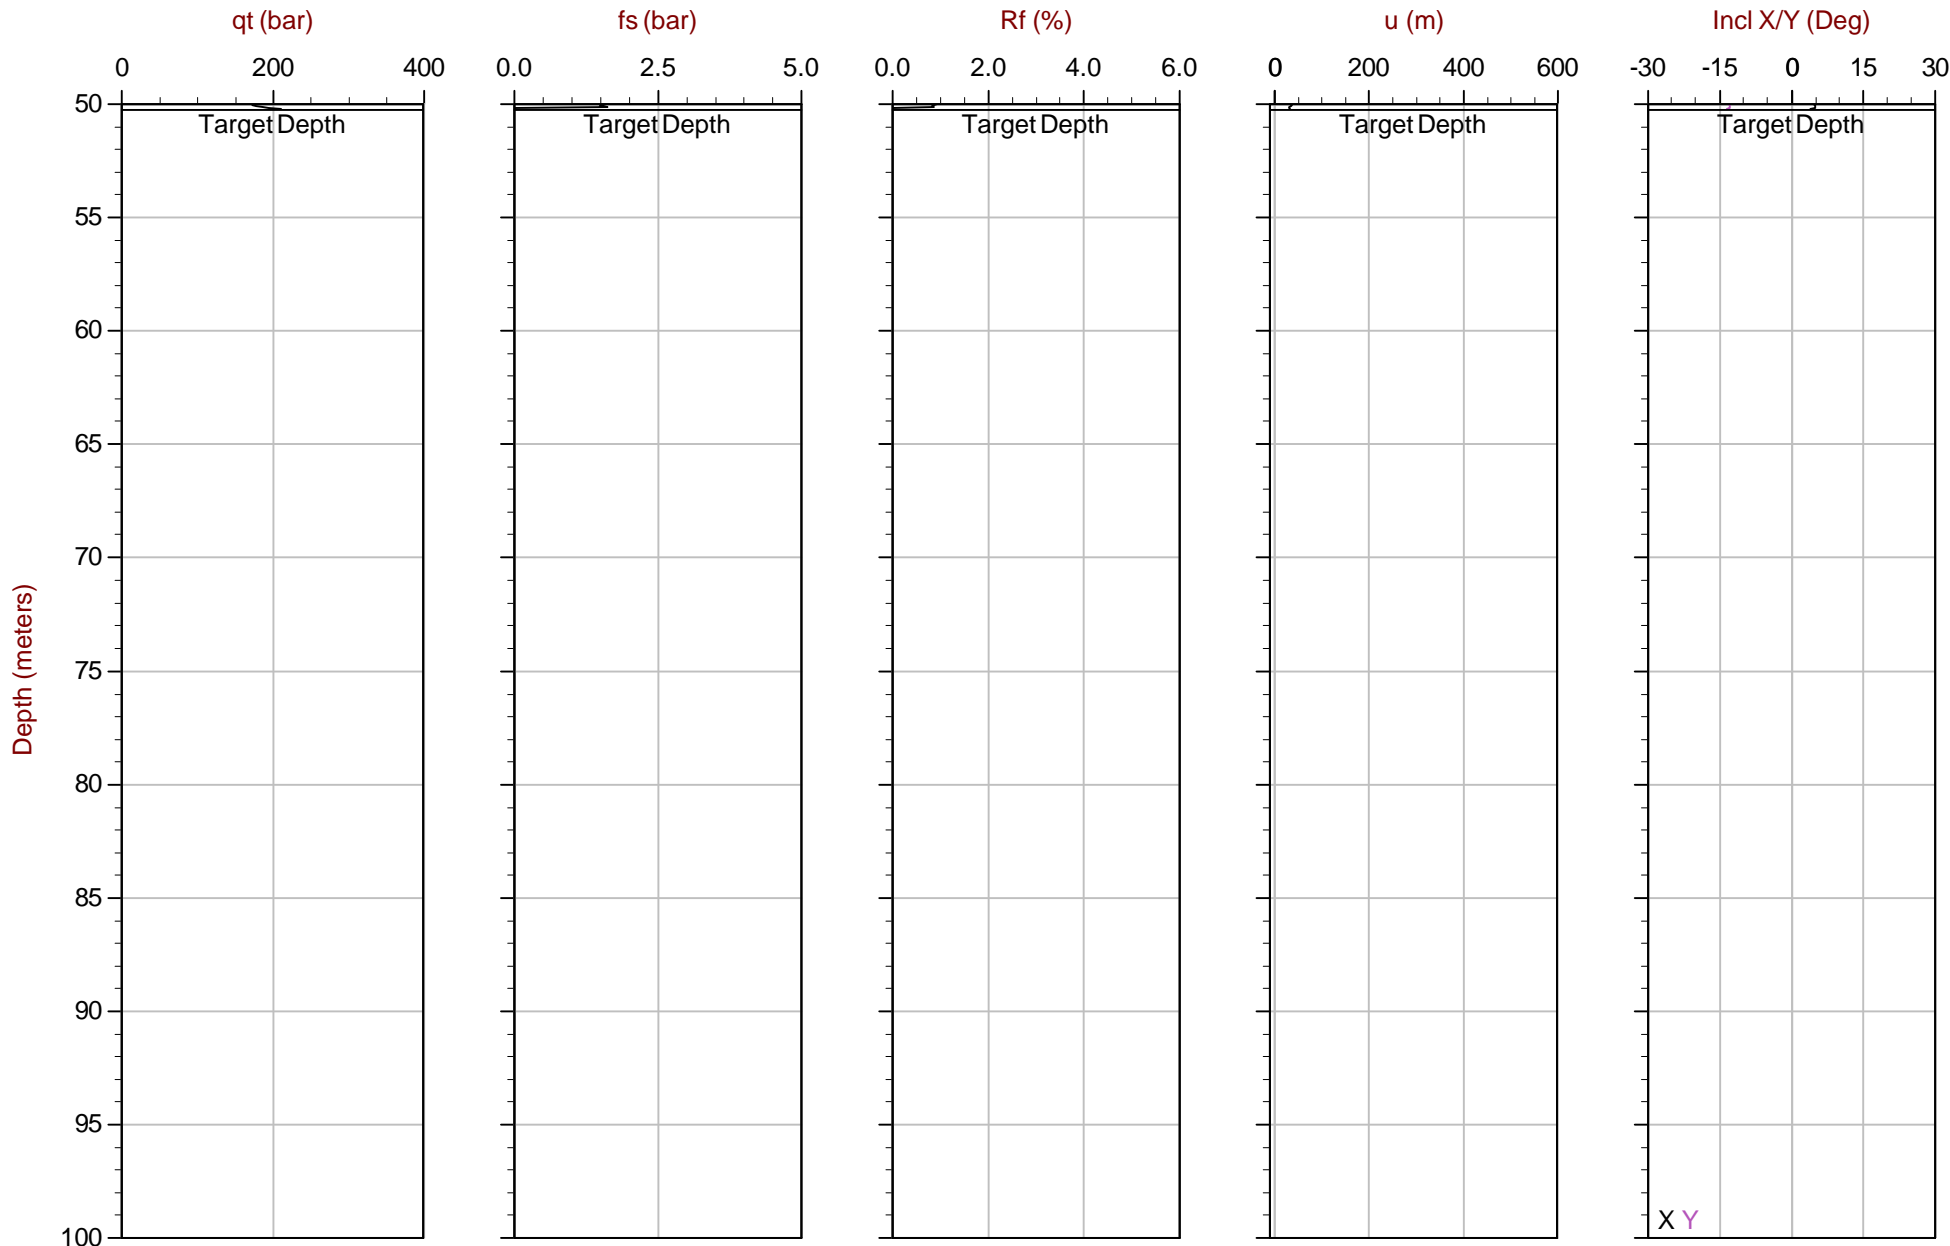 qt (bar) fs (bar) Rf (%) u (m) Incl X/Y (Deg)
0 200 400 0.0 2.5 5.0 0.0 2.0 4.0 6.0 0 200 400 600 -30 -15 0 15 30
50
Target Depth Target Depth Target Depth Target Depth Target Depth
55
60
65
70
Depth (meters)
75
80
85
90
95
X Y
100